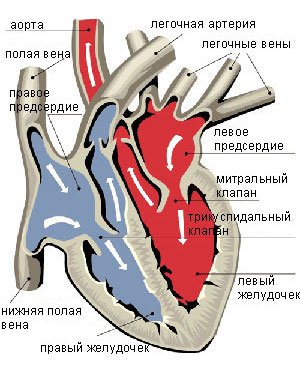 аорта
полая вена
правое
предсердие
легочная артерия
легочные вены
левое
предсердие
митральный
клапан
трикуспидальный
клапан
левый
желудочек
нижняя полая
вена
правый желудочек